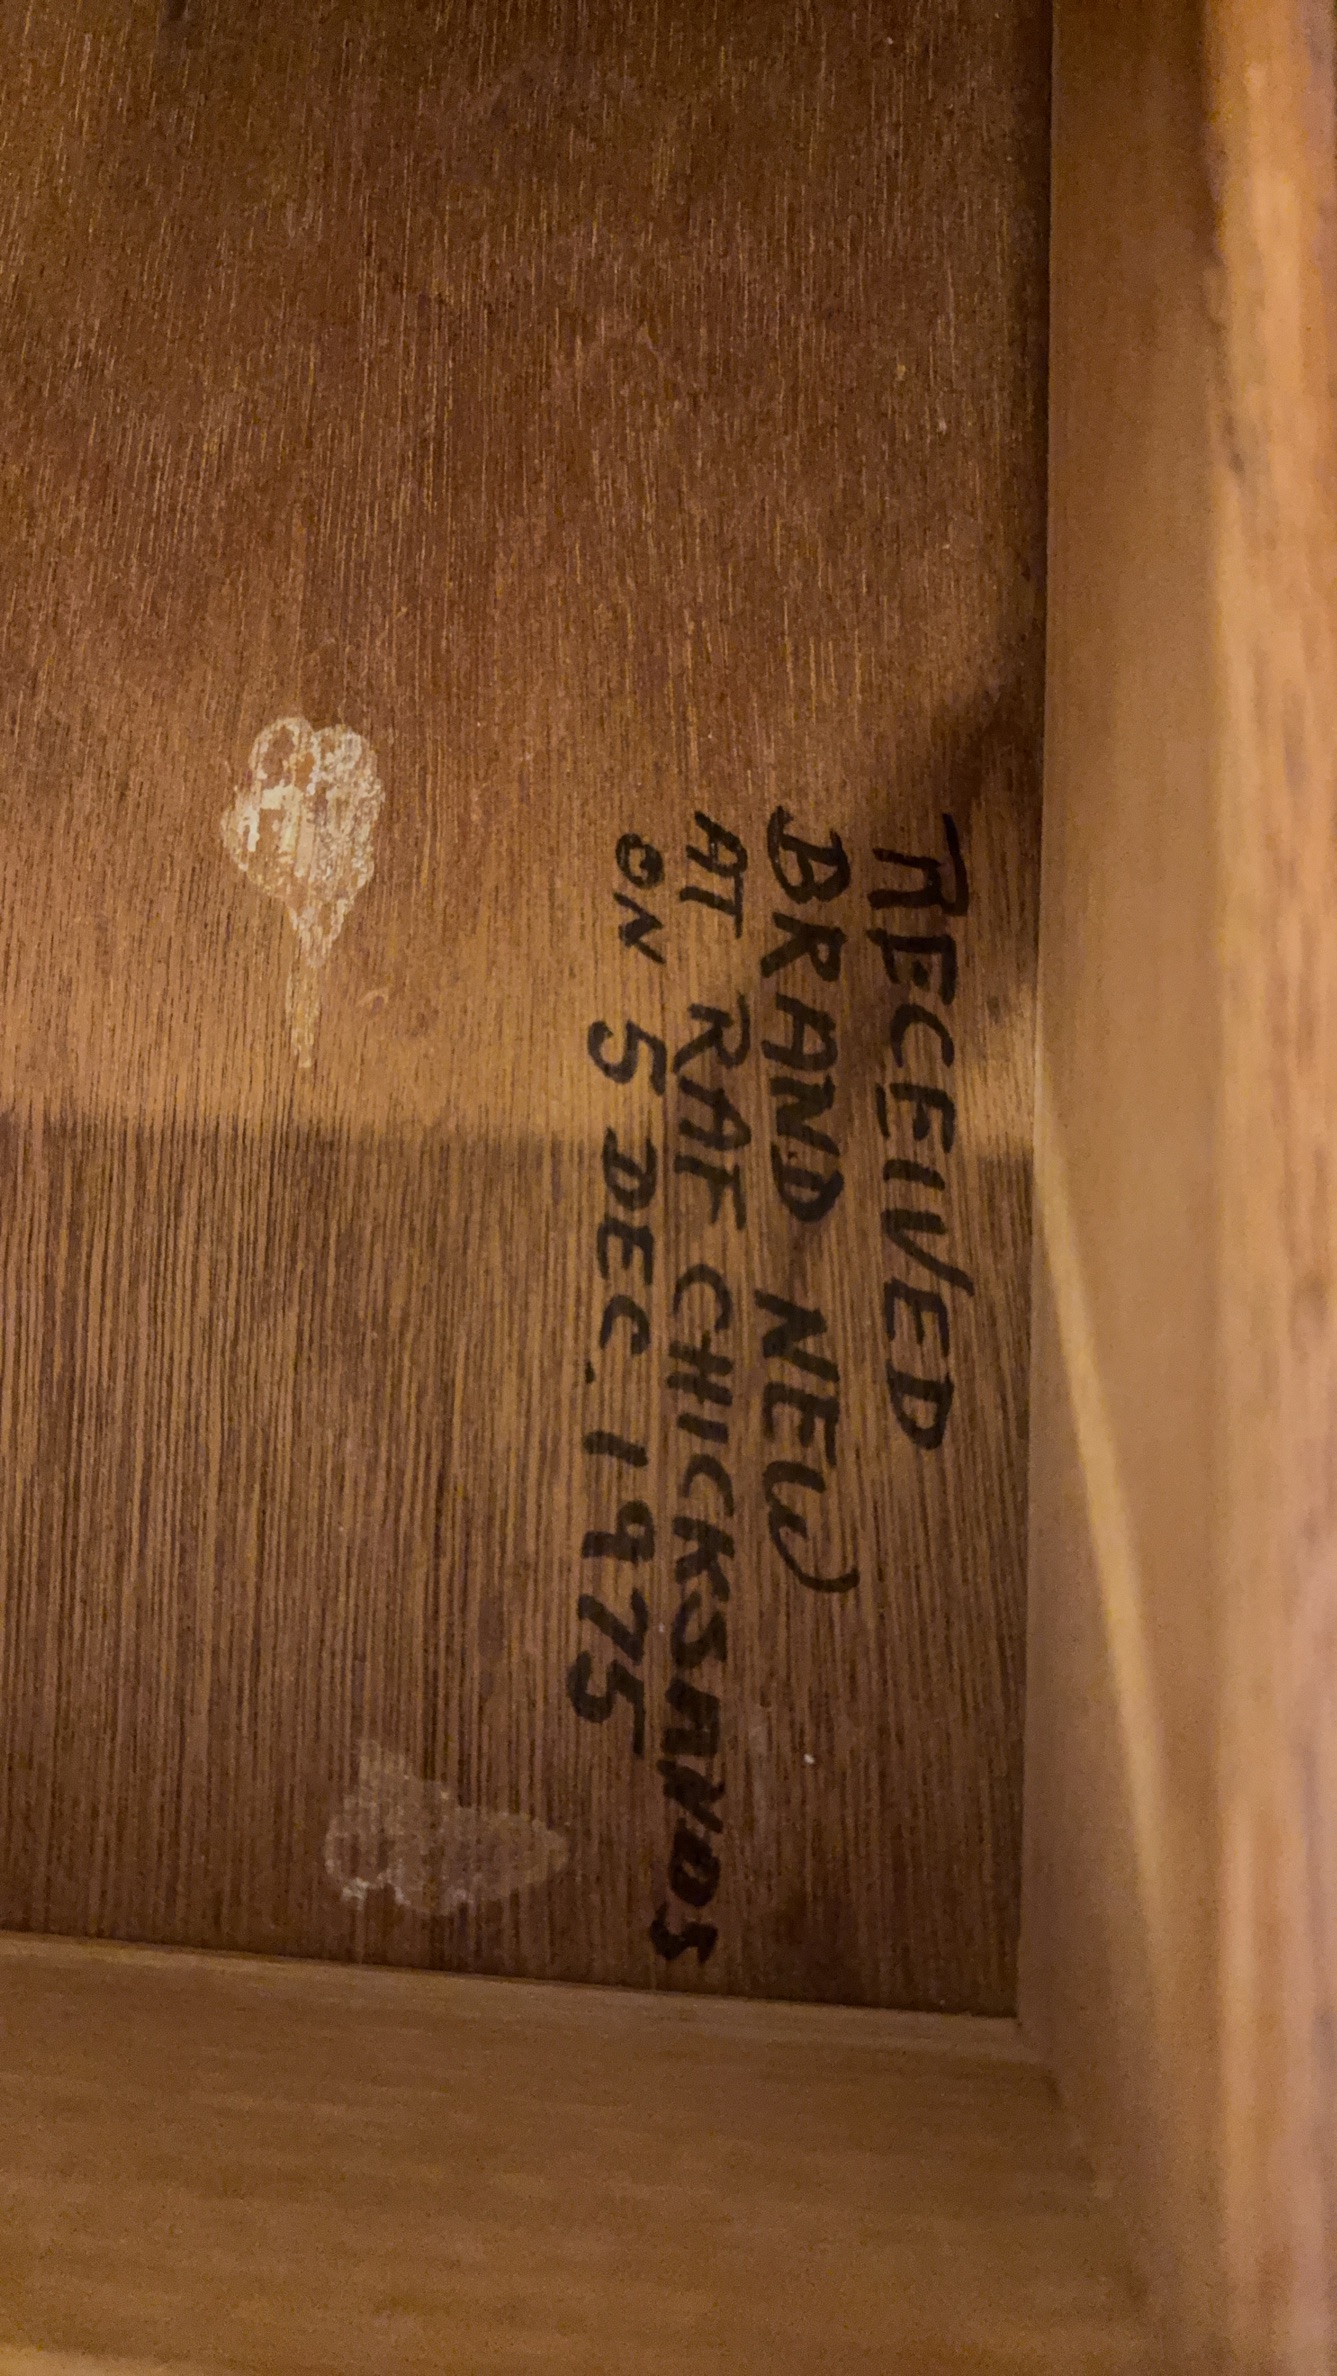 RECEIVED
BRAND NEW
AT RAF CHICKSANDS
ON 5 DEC. 1975